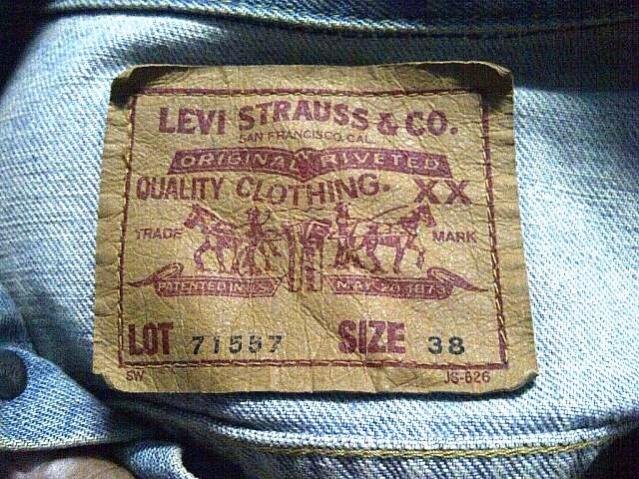 LEVI STRAUSS & CO.
SAN FRANCISCO, CAL.
ORIGINAL RIVETED
QUALITY CLOTHING. XX
TRADE MARK
PATENTED IN U.S. MAY 20 1873
LOT 71557 SIZE 38
SW JS-626